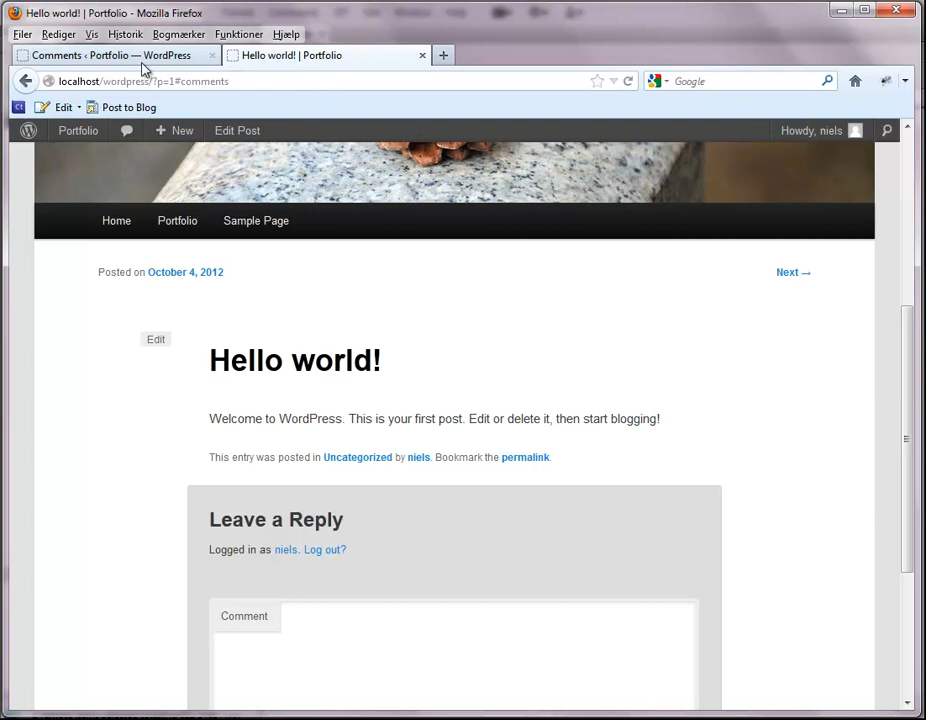 Hello world! | Portfolio - Mozilla Firefox
Filer Rediger Vis Historik Bogmærker Funktioner Hjælp
Comments ‹ Portfolio — WordPress
Hello world! | Portfolio
localhost/wordpress/?p=1#comments
Google
Edit
Post to Blog
Portfolio
New
Edit Post
Howdy, niels
Home Portfolio Sample Page
Posted on October 4, 2012
Next →
Edit
Hello world!
Welcome to WordPress. This is your first post. Edit or delete it, then start blogging!
This entry was posted in Uncategorized by niels. Bookmark the permalink.
Leave a Reply
Logged in as niels. Log out?
Comment